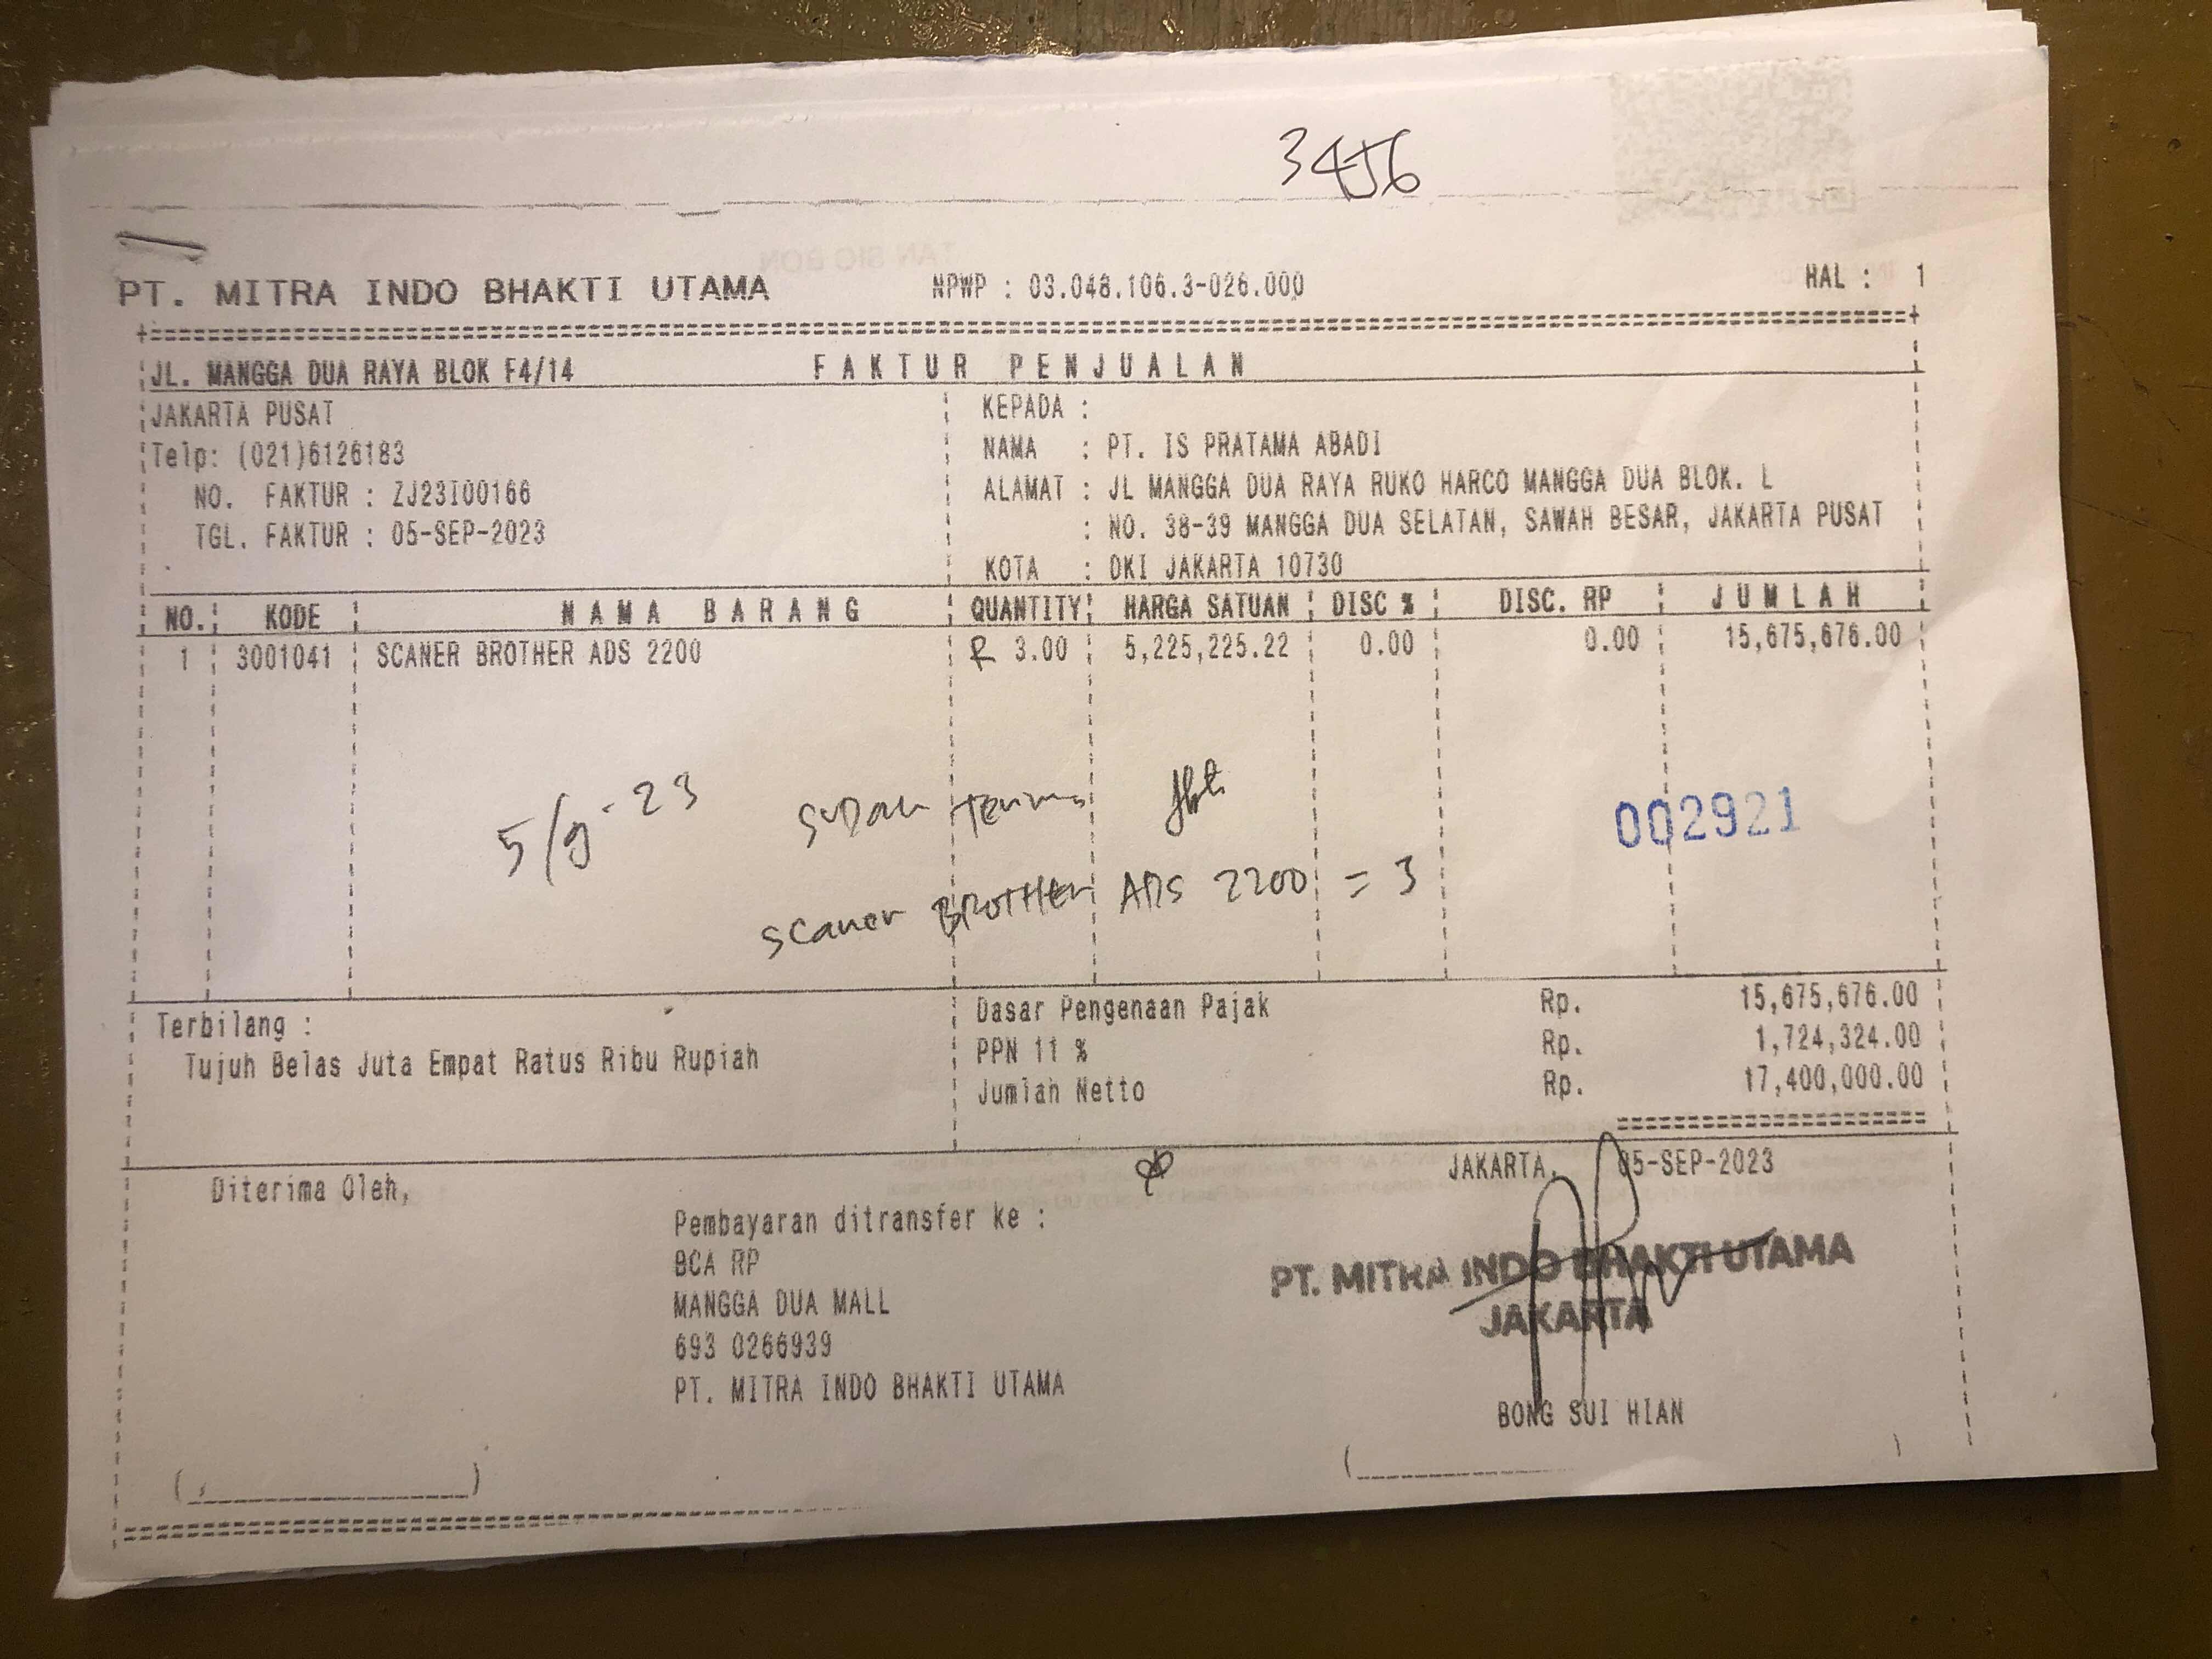 3456
PT. MITRA INDO BHAKTI UTAMA NPWP : 03.048.106.3-026.000 HAL : 1
JL. MANGGA DUA RAYA BLOK F4/14 FAKTUR PENJUALAN
JAKARTA PUSAT
Telp: (021)6126183
NO. FAKTUR : ZJ23I00166
TGL. FAKTUR : 05-SEP-2023
KEPADA :
NAMA : PT. IS PRATAMA ABADI
ALAMAT : JL MANGGA DUA RAYA RUKO HARCO MANGGA DUA BLOK. L
: NO. 38-39 MANGGA DUA SELATAN, SAWAH BESAR, JAKARTA PUSAT
KOTA : DKI JAKARTA 10730
NO. KODE NAMA BARANG QUANTITY HARGA SATUAN DISC % DISC. RP JUMLAH
1 3001041 SCANER BROTHER ADS 2200 R 3.00 5,225,225.22 0.00 0.00 15,675,676.00
5/9-23 sudah terima
002921
scaner BROTHER ADS 2200 = 3
Terbilang :
Tujuh Belas Juta Empat Ratus Ribu Rupiah
Dasar Pengenaan Pajak Rp. 15,675,676.00
PPN 11 % Rp. 1,724,324.00
Jumlah Netto Rp. 17,400,000.00
JAKARTA, 05-SEP-2023
Diterima Oleh,
Pembayaran ditransfer ke :
BCA RP
MANGGA DUA MALL
693 0266939
PT. MITRA INDO BHAKTI UTAMA
PT. MITRA INDO BHAKTI UTAMA
JAKARTA
BONG SUI HIAN